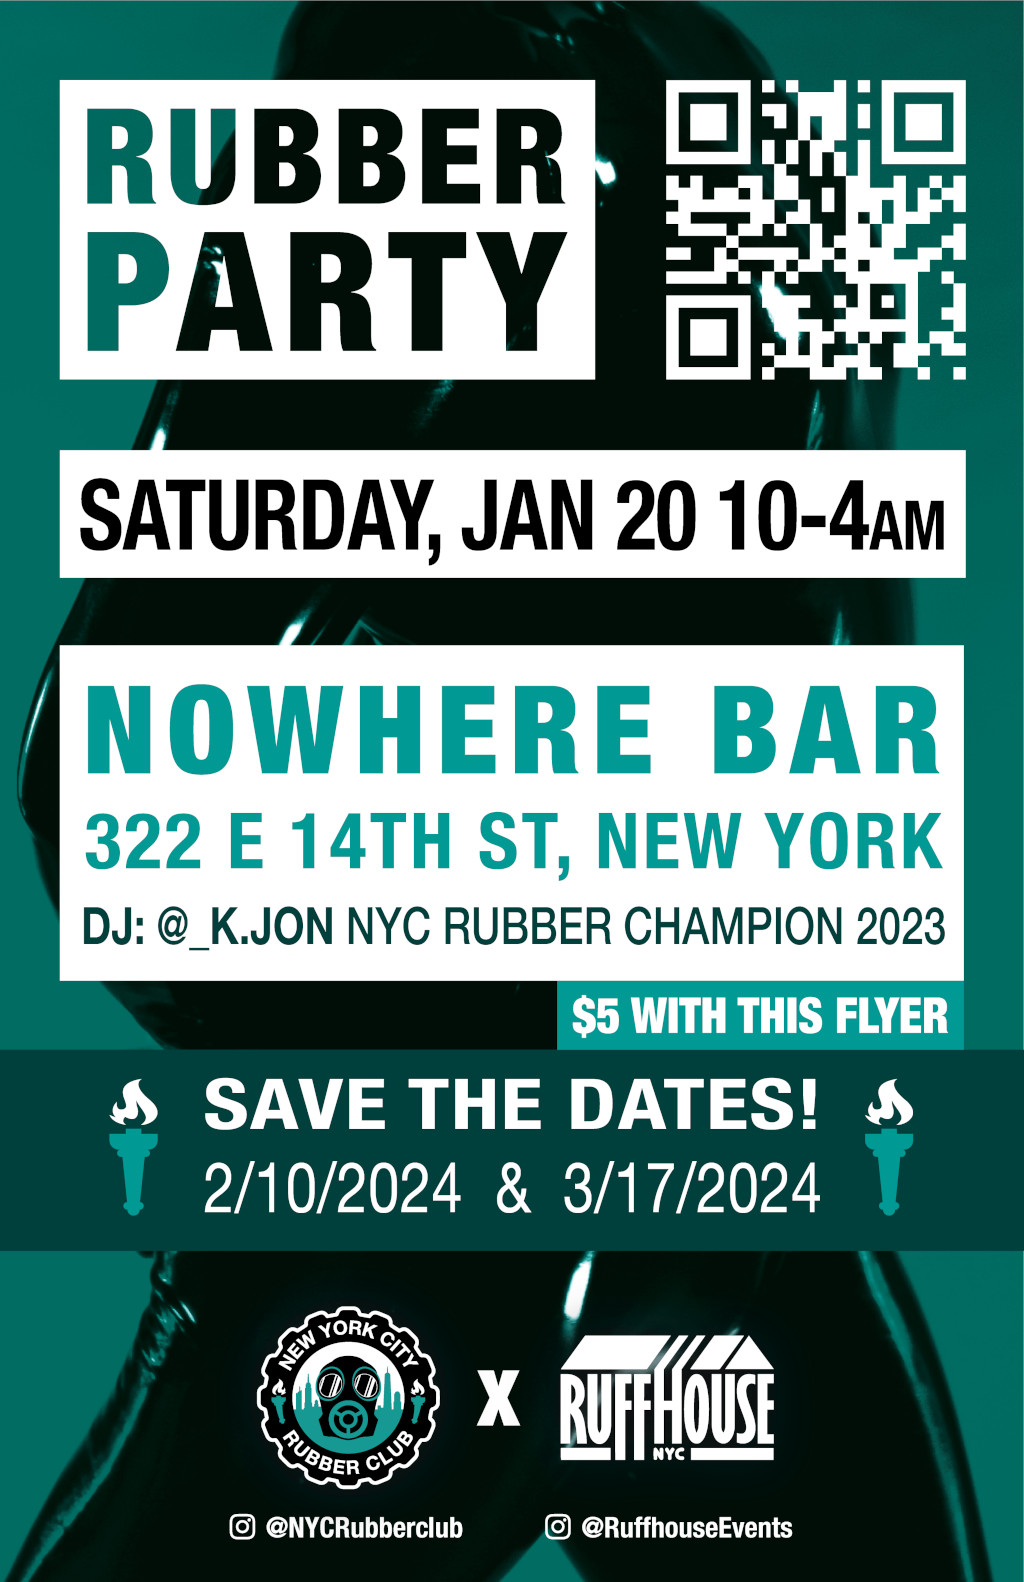 RUBBER
PARTY
SATURDAY, JAN 20 10-4AM
NOWHERE BAR
322 E 14TH ST, NEW YORK
DJ: @_K.JON NYC RUBBER CHAMPION 2023
$5 WITH THIS FLYER
SAVE THE DATES!
2/10/2024 & 3/17/2024
NEW YORK CITY
RUBBER CLUB
X
RUFFHOUSE
NYC
@NYCRubberclub
@RuffhouseEvents